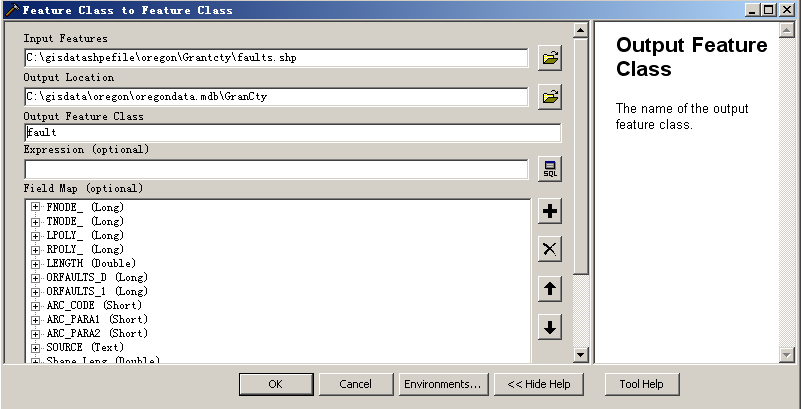 Feature Class to Feature Class
Input Features
C:\gisdatashpefile\oregon\Grantcty\faults.shp
Output Location
C:\gisdata\oregon\oregondata.mdb\GranCty
Output Feature Class
fault
Expression (optional)
SQL
Field Map (optional)
FNODE_ (Long)
TNODE_ (Long)
LPOLY_ (Long)
RPOLY_ (Long)
LENGTH (Double)
ORFAULTS_D (Long)
ORFAULTS_1 (Long)
ARC_CODE (Short)
ARC_PARA1 (Short)
ARC_PARA2 (Short)
SOURCE (Text)
Shape_Leng (Double)
OK
Cancel
Environments...
<< Hide Help
Tool Help
Output Feature
Class
The name of the output
feature class.